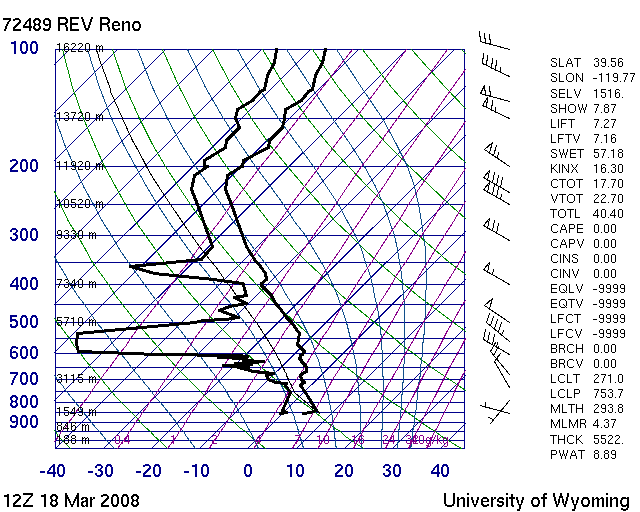 72489 REV Reno
100 16220 m
13720 m
200 11920 m
10520 m
300 9330 m
400 7340 m
500 5710 m
600
700 3115 m
800 1549 m
900 846 m
138 m 0.4 1 2 4 7 10 16 24 32 40g/kg
-40 -30 -20 -10 0 10 20 30 40
12Z 18 Mar 2008
University of Wyoming
SLAT 39.56
SLON -119.77
SELV 1516.
SHOW 7.87
LIFT 7.27
LFTV 7.16
SWET 57.18
KINX 16.30
CTOT 17.70
VTOT 22.70
TOTL 40.40
CAPE 0.00
CAPV 0.00
CINS 0.00
CINV 0.00
EQLV -9999
EQTV -9999
LFCT -9999
LFCV -9999
BRCH 0.00
BRCV 0.00
LCLT 271.0
LCLP 753.7
MLTH 293.8
MLMR 4.37
THCK 5522.
PWAT 8.89